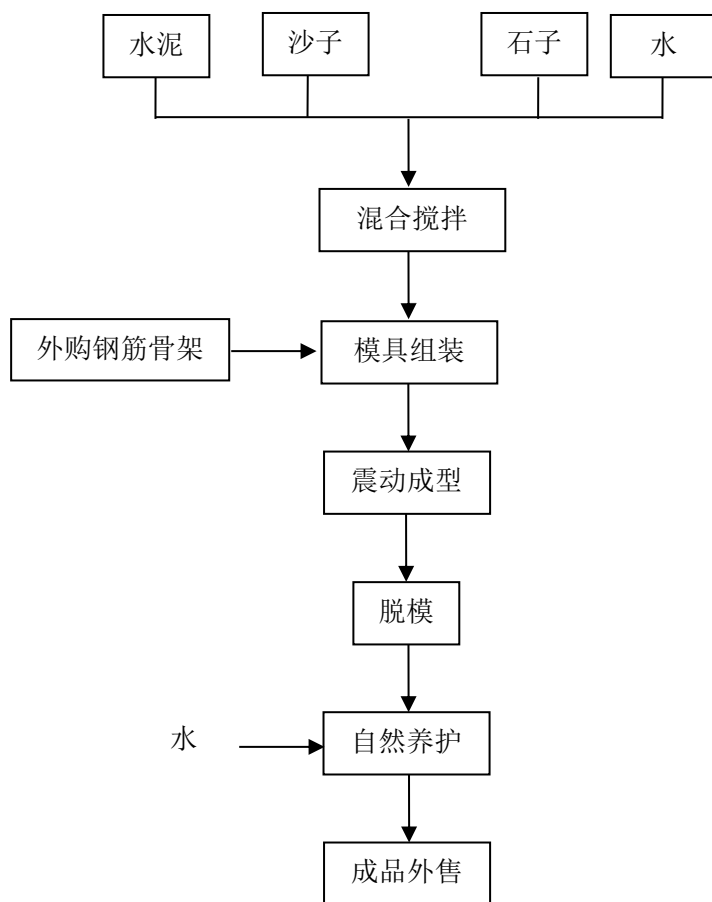 水泥
沙子
石子
水
混合搅拌
外购钢筋骨架
模具组装
震动成型
脱模
水
自然养护
成品外售